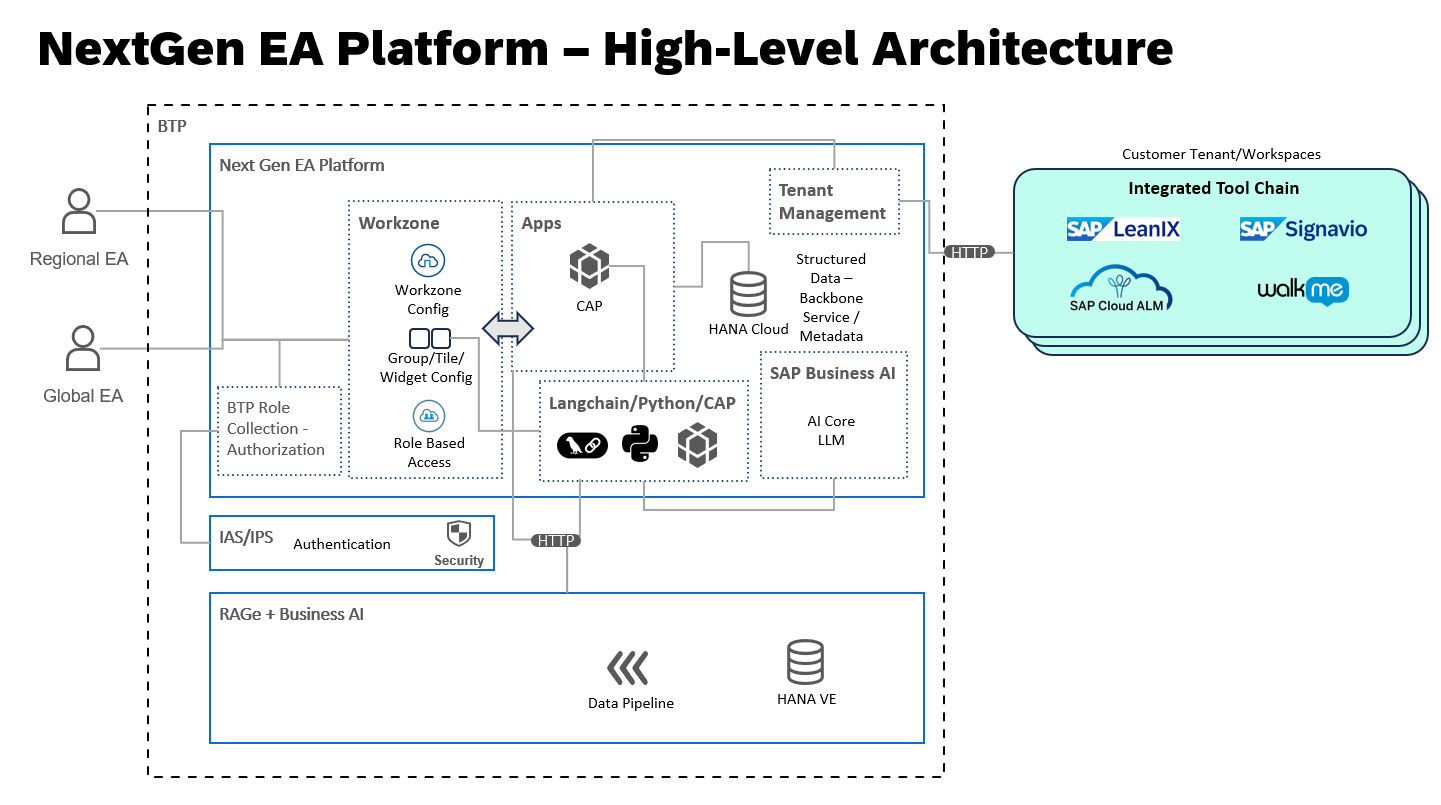 NextGen EA Platform – High-Level Architecture
BTP
Next Gen EA Platform
Regional EA
Global EA
BTP Role
Collection -
Authorization
Workzone
Workzone
Config
Group/Tile/
Widget Config
Role Based
Access
Apps
CAP
HANA Cloud
Tenant
Management
Structured
Data –
Backbone
Service /
Metadata
Langchain/Python/CAP
SAP Business AI
AI Core
LLM
HTTP
Customer Tenant/Workspaces
Integrated Tool Chain
SAP LeanIX
SAP Signavio
SAP Cloud ALM
walkme
IAS/IPS
Authentication
Security
HTTP
RAGe + Business AI
Data Pipeline
HANA VE